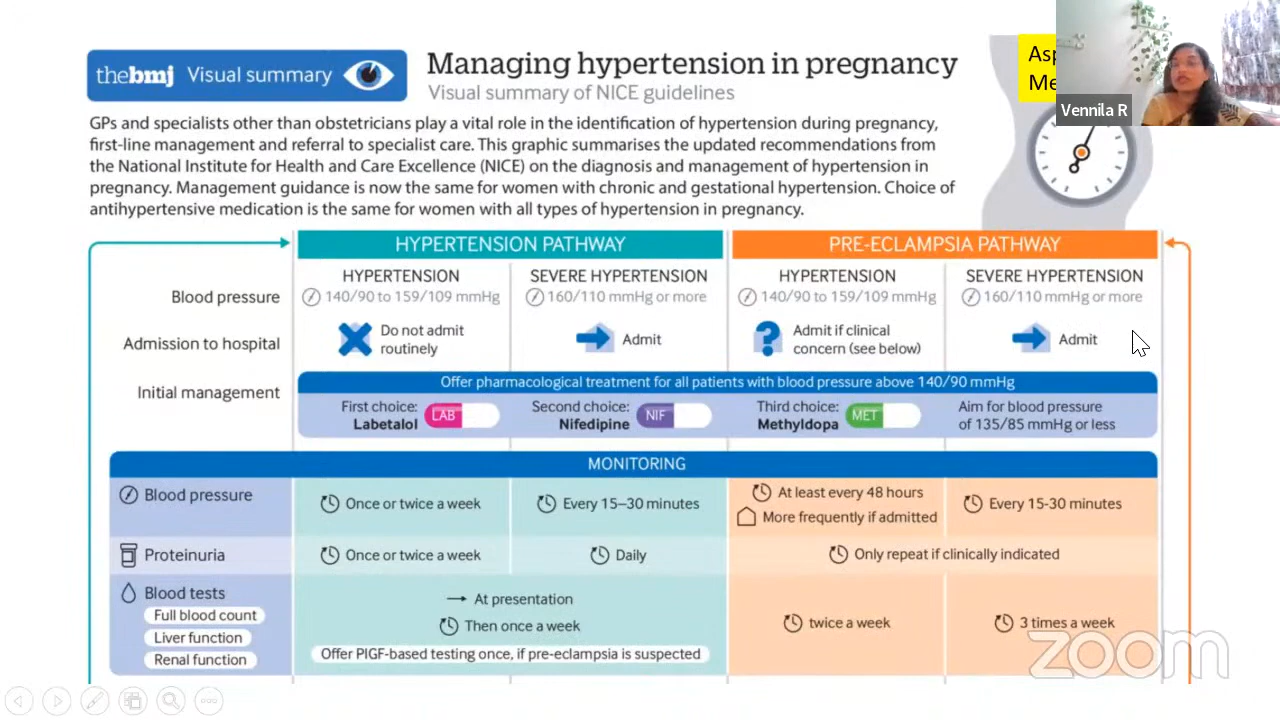 thebmj Visual summary
Managing hypertension in pregnancy
Visual summary of NICE guidelines
Vennila R
GPs and specialists other than obstetricians play a vital role in the identification of hypertension during pregnancy,
first-line management and referral to specialist care. This graphic summarises the updated recommendations from
the National Institute for Health and Care Excellence (NICE) on the diagnosis and management of hypertension in
pregnancy. Management guidance is now the same for women with chronic and gestational hypertension. Choice of
antihypertensive medication is the same for women with all types of hypertension in pregnancy.
HYPERTENSION PATHWAY
PRE-ECLAMPSIA PATHWAY
HYPERTENSION
SEVERE HYPERTENSION
HYPERTENSION
SEVERE HYPERTENSION
Blood pressure
140/90 to 159/109 mmHg
160/110 mmHg or more
140/90 to 159/109 mmHg
160/110 mmHg or more
Admission to hospital
Do not admit
routinely
Admit
Admit if clinical
concern (see below)
Admit
Initial management
Offer pharmacological treatment for all patients with blood pressure above 140/90 mmHg
First choice:
Labetalol
LAB
Second choice:
Nifedipine
NIF
Third choice:
Methyldopa
MET
Aim for blood pressure
of 135/85 mmHg or less
MONITORING
Blood pressure
Once or twice a week
Every 15–30 minutes
At least every 48 hours
More frequently if admitted
Every 15-30 minutes
Proteinuria
Once or twice a week
Daily
Only repeat if clinically indicated
Blood tests
Full blood count
Liver function
Renal function
At presentation
Then once a week
Offer PlGF-based testing once, if pre-eclampsia is suspected
twice a week
3 times a week
zoom